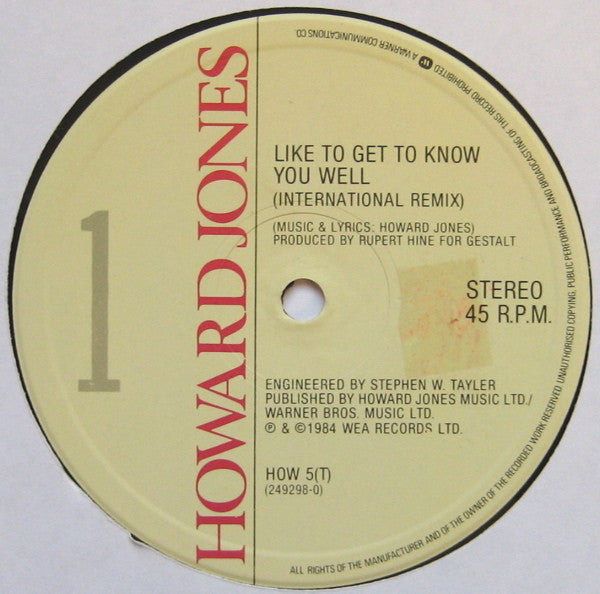 HOWARD JONES
1
LIKE TO GET TO KNOW
YOU WELL
(INTERNATIONAL REMIX)
(MUSIC & LYRICS: HOWARD JONES)
PRODUCED BY RUPERT HINE FOR GESTALT
STEREO
45 R.P.M.
ENGINEERED BY STEPHEN W. TAYLER
PUBLISHED BY HOWARD JONES MUSIC LTD./
WARNER BROS. MUSIC LTD.
℗ & ©1984 WEA RECORDS LTD.
HOW 5(T)
(249298-0)
ALL RIGHTS OF THE MANUFACTURER AND OF THE OWNER OF THE RECORDED WORK RESERVED. UNAUTHORISED COPYING, PUBLIC PERFORMANCE AND BROADCASTING OF THIS RECORD PROHIBITED W A WARNER COMMUNICATIONS CO